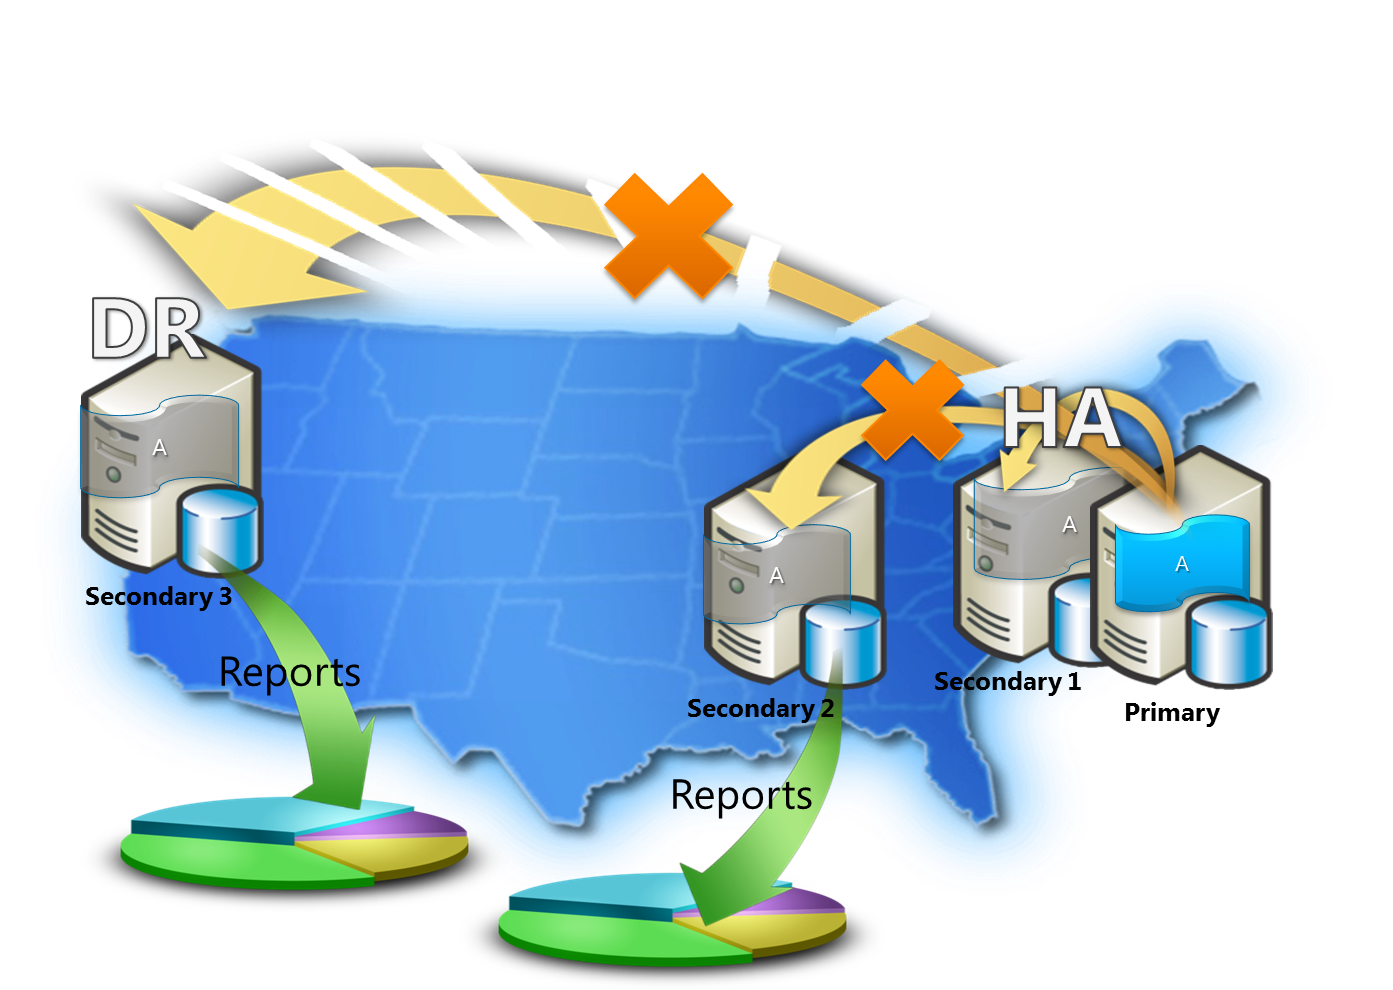 DR
HA
A
A
A
A
Secondary 3
Reports
Secondary 2
Secondary 1
Primary
Reports